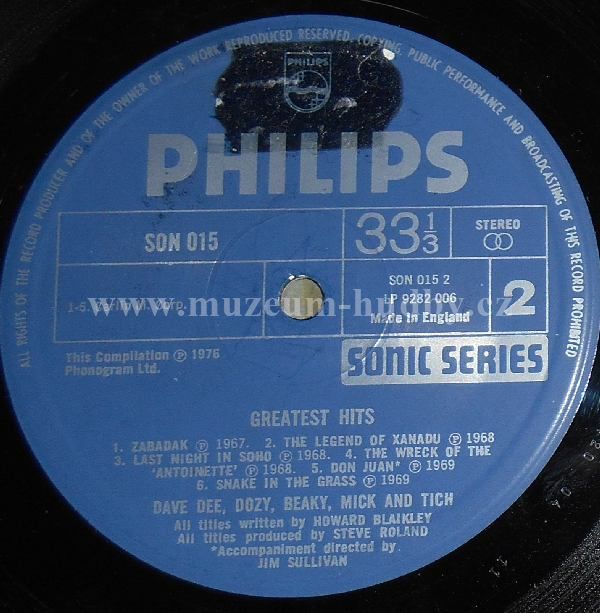 ALL RIGHTS OF THE RECORD PRODUCER AND OF THE OWNER OF THE WORK REPRODUCED RESERVED. COPYING, PUBLIC PERFORMANCE AND BROADCASTING OF THIS RECORD PROHIBITED
PHILIPS
PHILIPS
SON 015
33 1/3
STEREO
SON 015 2
LP 9282 006
Made in England
2
www.muzeum-hudby.cz
This Compilation ℗ 1976
Phonogram Ltd.
SONIC SERIES
GREATEST HITS
1. ZABADAK ℗ 1967. 2. THE LEGEND OF XANADU ℗ 1968
3. LAST NIGHT IN SOHO ℗ 1968. 4. THE WRECK OF THE
'ANTOINETTE' ℗ 1968. 5. DON JUAN* ℗ 1969
6. SNAKE IN THE GRASS ℗ 1969
DAVE DEE, DOZY, BEAKY, MICK AND TICH
All titles written by HOWARD BLAIKLEY
All titles produced by STEVE ROLAND
*Accompaniment directed by
JIM SULLIVAN